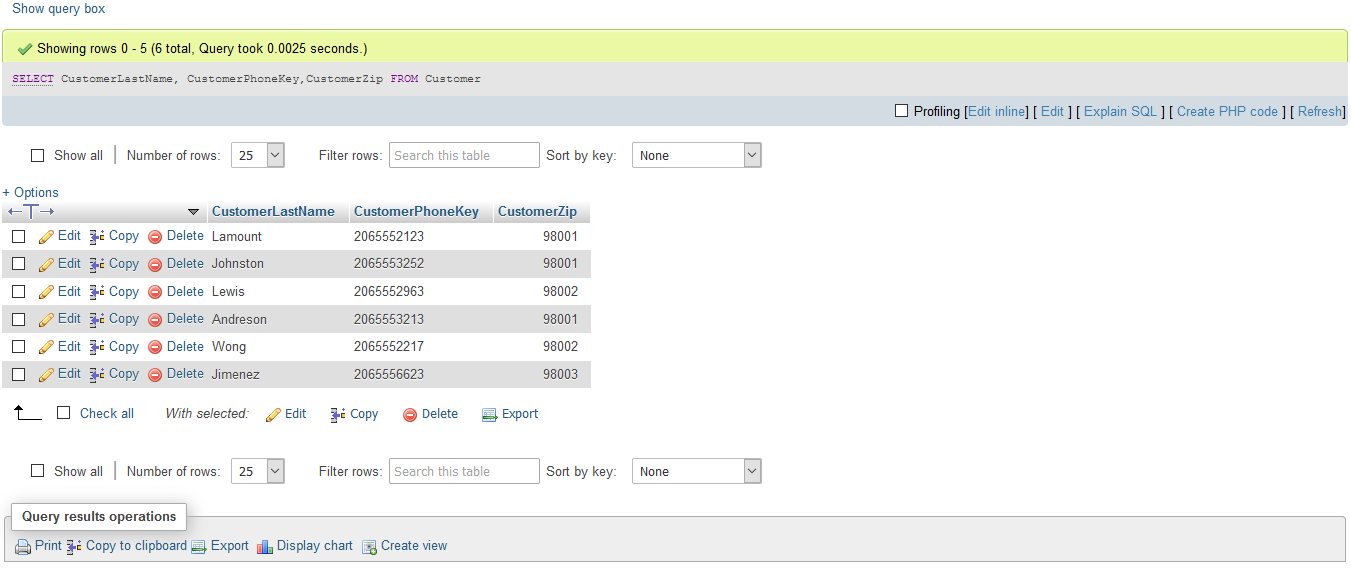 Show query box
Showing rows 0 - 5 (6 total, Query took 0.0025 seconds.)
SELECT CustomerLastName, CustomerPhoneKey,CustomerZip FROM Customer
Profiling [Edit inline] [ Edit ] [ Explain SQL ] [ Create PHP code ] [ Refresh]
Show all Number of rows: 25 Filter rows: Search this table Sort by key: None
+ Options
CustomerLastName CustomerPhoneKey CustomerZip
Edit Copy Delete Lamount 2065552123 98001
Edit Copy Delete Johnston 2065553252 98001
Edit Copy Delete Lewis 2065552963 98002
Edit Copy Delete Andreson 2065553213 98001
Edit Copy Delete Wong 2065552217 98002
Edit Copy Delete Jimenez 2065556623 98003
Check all With selected: Edit Copy Delete Export
Show all Number of rows: 25 Filter rows: Search this table Sort by key: None
Query results operations
Print Copy to clipboard Export Display chart Create view